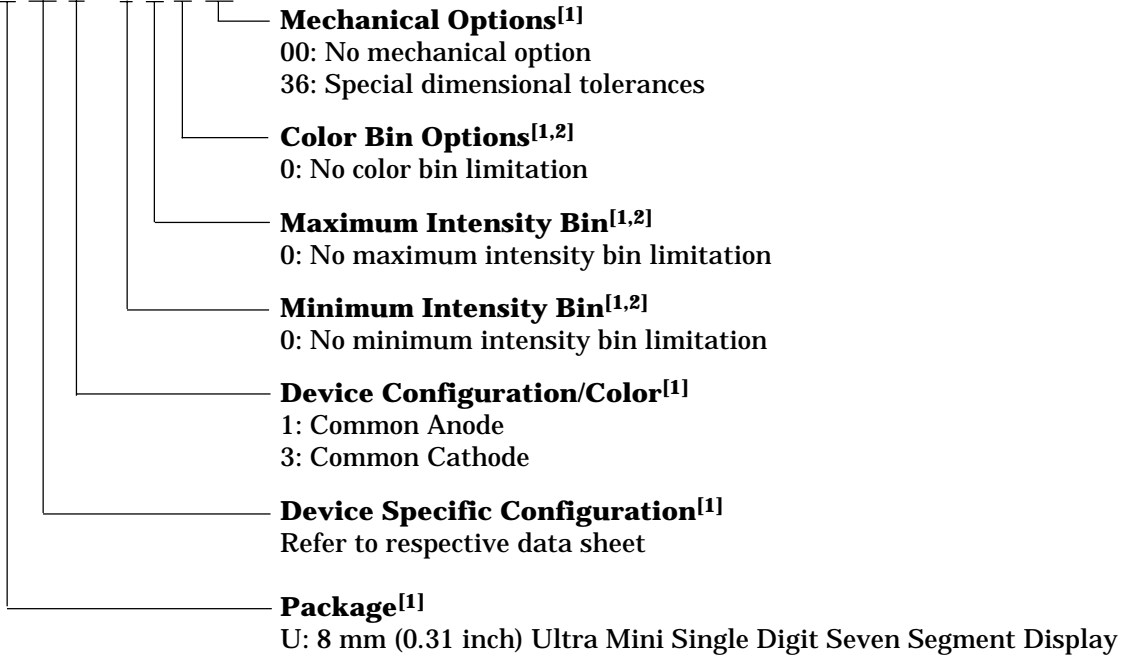 Mechanical Options[1]
00: No mechanical option
36: Special dimensional tolerances
Color Bin Options[1,2]
0: No color bin limitation
Maximum Intensity Bin[1,2]
0: No maximum intensity bin limitation
Minimum Intensity Bin[1,2]
0: No minimum intensity bin limitation
Device Configuration/Color[1]
1: Common Anode
3: Common Cathode
Device Specific Configuration[1]
Refer to respective data sheet
Package[1]
U: 8 mm (0.31 inch) Ultra Mini Single Digit Seven Segment Display